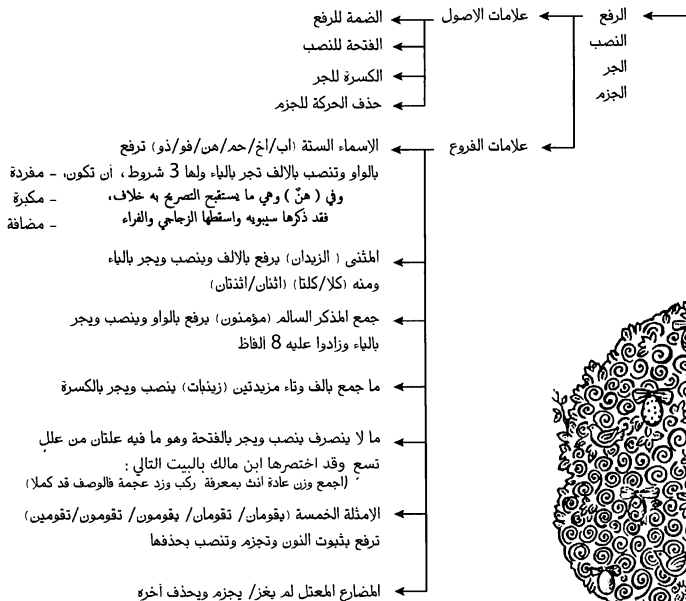 الرفع
النصب
الجر
الجزم
علامات الاصول
الضمة للرفع
الفتحة للنصب
الكسرة للجر
حذف الحركة للجزم
علامات الفروع
الاسماء الستة (اب/اخ/حم/هن/فو/ذو) ترفع
بالواو وتنصب بالالف تجر بالياء ولها 3 شروط، أن تكون، - مفردة
وفي (هنٌ) وهي ما يستقبح التصريح به خلاف، - مكبرة
فقد ذكرها سيبويه واسقطها الزجاجي والفراء - مضافة
المثنى (الزيدان) يرفع بالالف وينصب ويجر بالياء
ومنه (كلا/كلتا) (اثنان/اثنتان)
جمع المذكر السالم (مؤمنون) يرفع بالواو وينصب ويجر
بالياء وزادوا عليه 8 ألفاظ
ما جمع بالف وتاء مزيدتين (زينبات) ينصب ويجر بالكسرة
ما لا ينصرف ينصب ويجر بالفتحة وهو ما فيه علتان من عللٍ
تسعٍ وقد اختصرها ابن مالك بالبيت التالي:
(اجمع وزن عادة انث بمعرفة ركب وزد عجمة فالوصف قد كملا)
الامثلة الخمسة (يقومان/ تقومان/ يقومون/ تقومون/تقومين)
ترفع بثبوت النون وتجزم وتنصب بحذفها
المضارع المعتل لم يغز/ يجزم ويحذف أخره